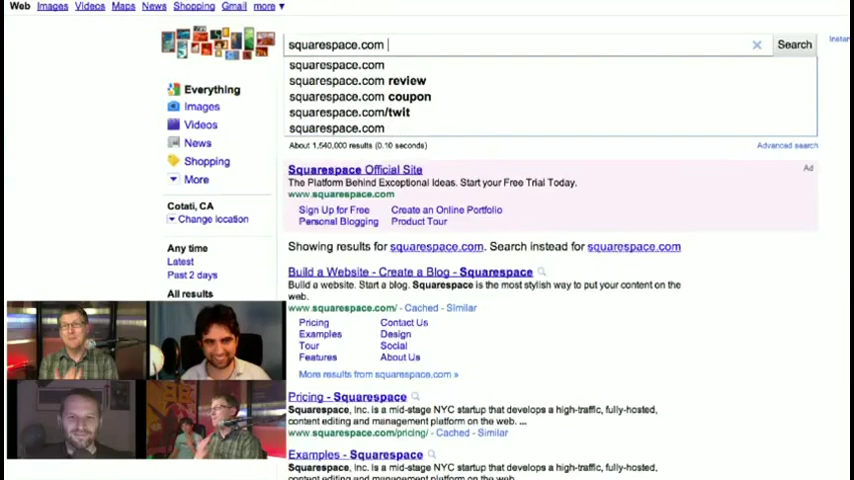 Web Images Videos Maps News Shopping Gmail more ▼
squarespace.com
Search
squarespace.com
squarespace.com review
squarespace.com coupon
squarespace.com/twit
squarespace.com
About 1,540,000 results (0.10 seconds)
Advanced search
Everything
Images
Videos
News
Shopping
More
Cotati, CA
Change location
Any time
Latest
Past 2 days
All results
Squarespace Official Site
Ad
The Platform Behind Exceptional Ideas. Start your Free Trial Today.
www.squarespace.com
Sign Up for Free Create an Online Portfolio
Personal Blogging Product Tour
Showing results for squarespace.com. Search instead for squarespace.com
Build a Website - Create a Blog - Squarespace
Build a website. Start a blog. Squarespace is the most stylish way to put your content on the
web.
www.squarespace.com/ - Cached - Similar
Pricing Contact Us
Examples Design
Tour Social
Features About Us
More results from squarespace.com »
Pricing - Squarespace
Squarespace, Inc. is a mid-stage NYC startup that develops a high-traffic, fully-hosted,
content editing and management platform on the web. ...
www.squarespace.com/pricing/ - Cached - Similar
Examples - Squarespace
Squarespace, Inc. is a mid-stage NYC startup that develops a high-traffic, fully-hosted,
content editing and management platform on the web. ...